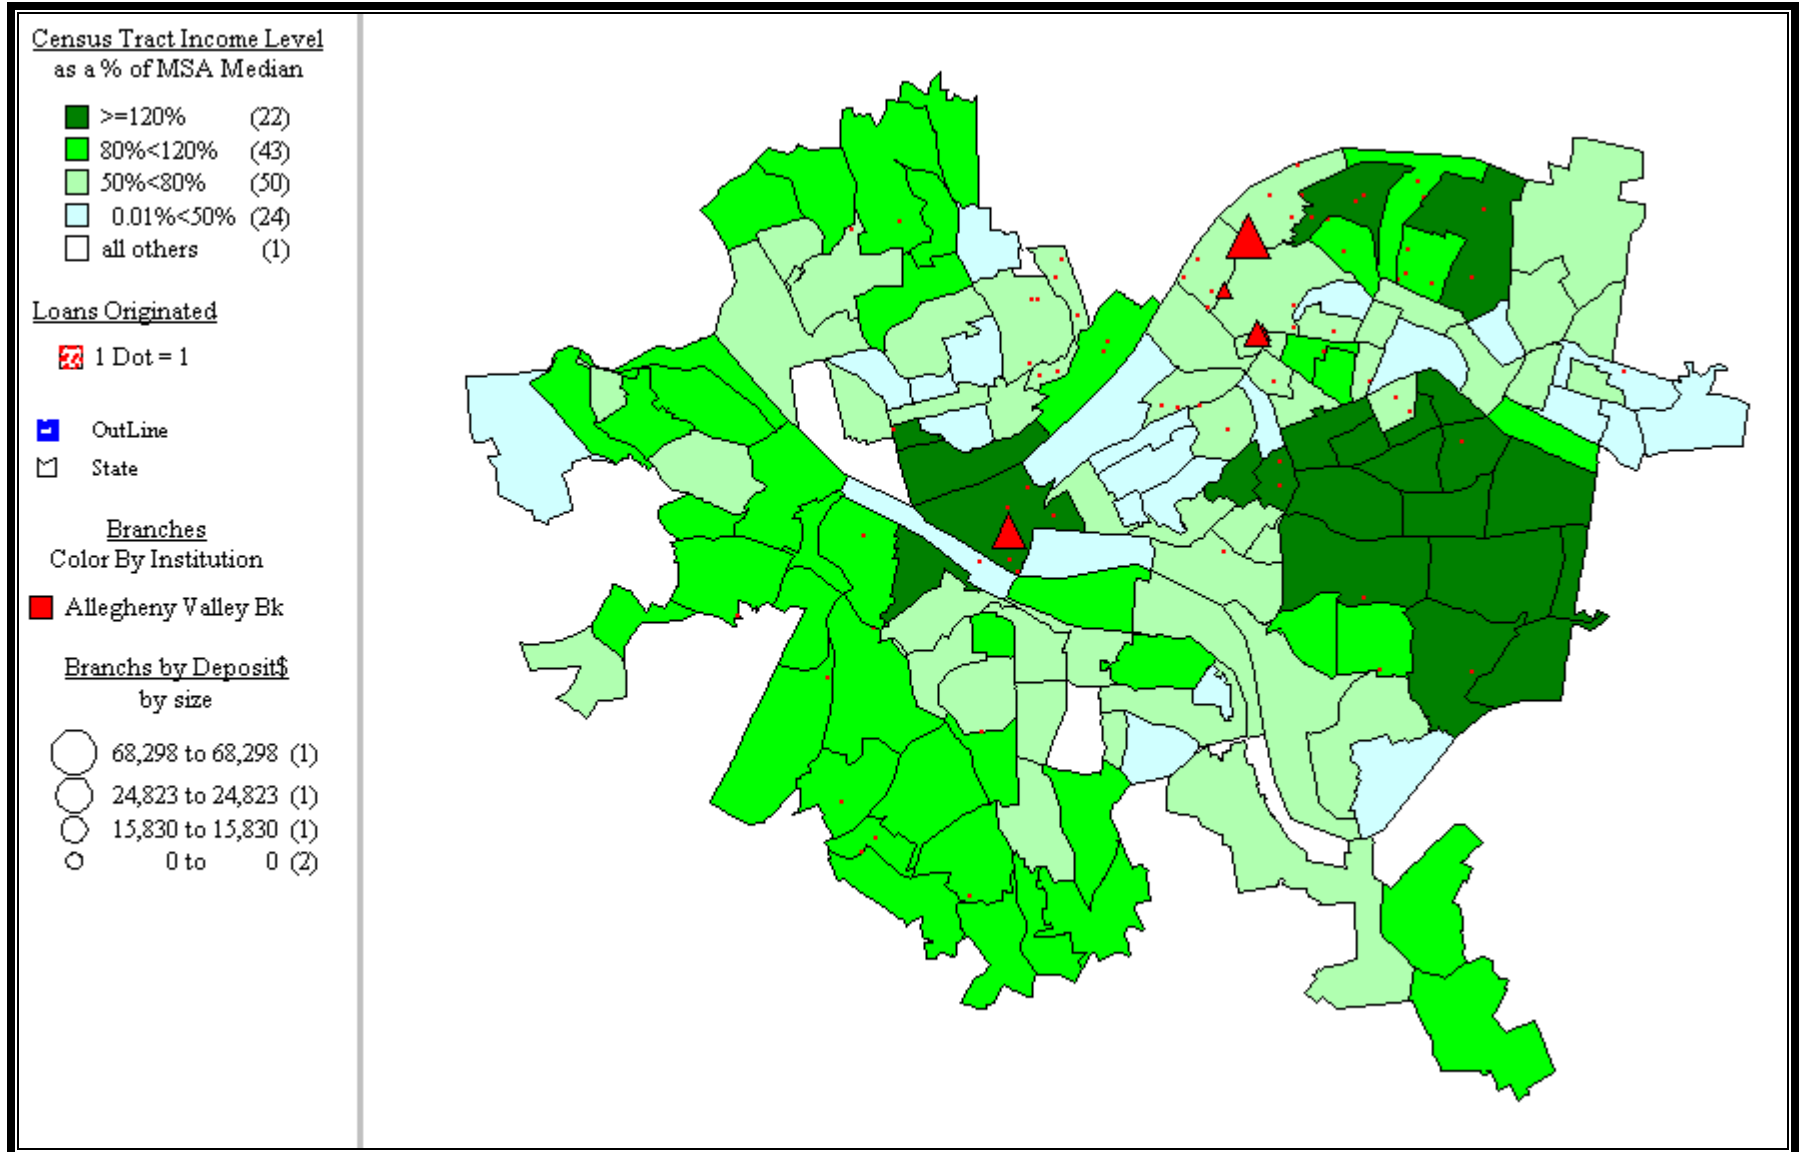 Census Tract Income Level
as a % of MSA Median
>=120% (22)
80%<120% (43)
50%<80% (50)
0.01%<50% (24)
all others (1)
Loans Originated
1 Dot = 1
OutLine
State
Branches
Color By Institution
Allegheny Valley Bk
Branchs by Deposit$
by size
68,298 to 68,298 (1)
24,823 to 24,823 (1)
15,830 to 15,830 (1)
0 to 0 (2)